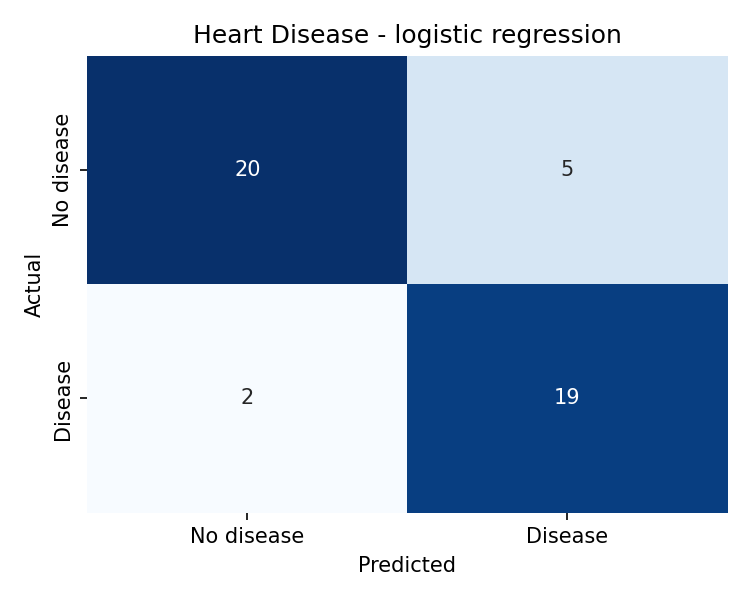 Heart Disease - logistic regression
No disease
20
5
Actual
Disease
2
19
No disease
Disease
Predicted